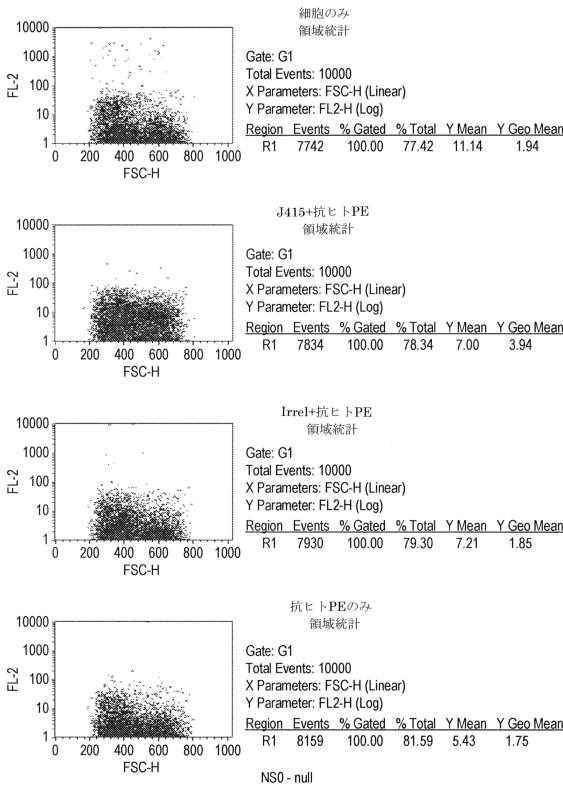 細胞のみ
領域統計
10000
1000
100
10
1
FL-2
0 200 400 600 800 1000
FSC-H
Gate: G1
Total Events: 10000
X Parameters: FSC-H (Linear)
Y Parameter: FL2-H (Log)
Region Events % Gated % Total Y Mean Y Geo Mean
R1 7742 100.00 77.42 11.14 1.94
J415+抗ヒトPE
領域統計
10000
1000
100
10
1
FL-2
0 200 400 600 800 1000
FSC-H
Gate: G1
Total Events: 10000
X Parameters: FSC-H (Linear)
Y Parameter: FL2-H (Log)
Region Events % Gated % Total Y Mean Y Geo Mean
R1 7834 100.00 78.34 7.00 3.94
Irrel+抗ヒトPE
領域統計
10000
1000
100
10
1
FL-2
0 200 400 600 800 1000
FSC-H
Gate: G1
Total Events: 10000
X Parameters: FSC-H (Linear)
Y Parameter: FL2-H (Log)
Region Events % Gated % Total Y Mean Y Geo Mean
R1 7930 100.00 79.30 7.21 1.85
抗ヒトPEのみ
領域統計
10000
1000
100
10
1
FL-2
0 200 400 600 800 1000
FSC-H
Gate: G1
Total Events: 10000
X Parameters: FSC-H (Linear)
Y Parameter: FL2-H (Log)
Region Events % Gated % Total Y Mean Y Geo Mean
R1 8159 100.00 81.59 5.43 1.75
NS0 - null